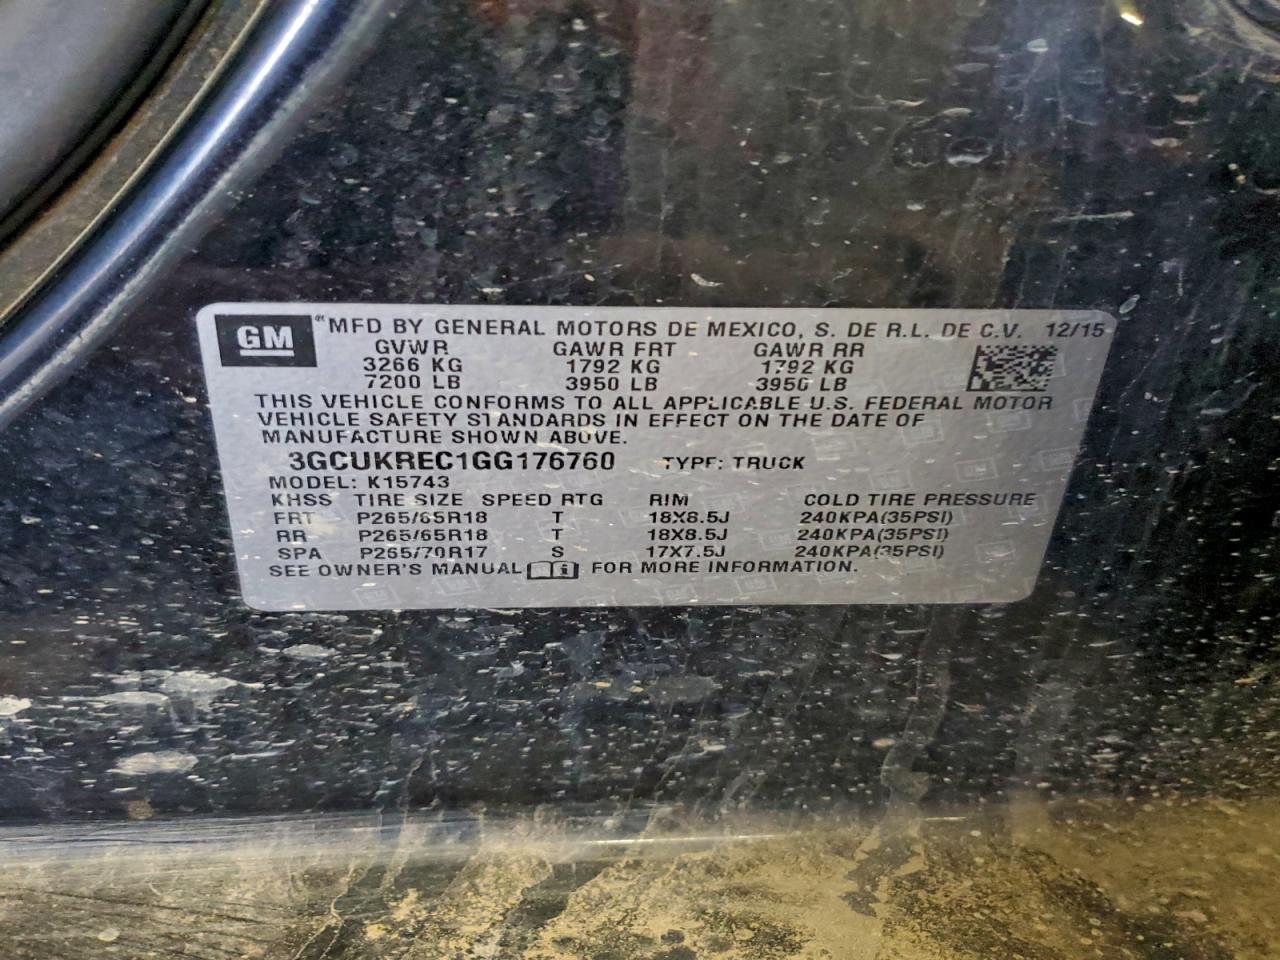 GM MFD BY GENERAL MOTORS DE MEXICO, S. DE R.L. DE C.V. 12/15
GVWR GAWR FRT GAWR RR
3266 KG 1792 KG 1792 KG
7200 LB 3950 LB 3950 LB
THIS VEHICLE CONFORMS TO ALL APPLICABLE U.S. FEDERAL MOTOR
VEHICLE SAFETY STANDARDS IN EFFECT ON THE DATE OF
MANUFACTURE SHOWN ABOVE.
3GCUKREC1GG176760 TYPE: TRUCK
MODEL: K15743
KHSS TIRE SIZE SPEED RTG RIM COLD TIRE PRESSURE
FRT P265/65R18 T 18X8.5J 240KPA(35PSI)
RR P265/65R18 T 18X8.5J 240KPA(35PSI)
SPA P265/70R17 S 17X7.5J 240KPA(35PSI)
SEE OWNER'S MANUAL FOR MORE INFORMATION.